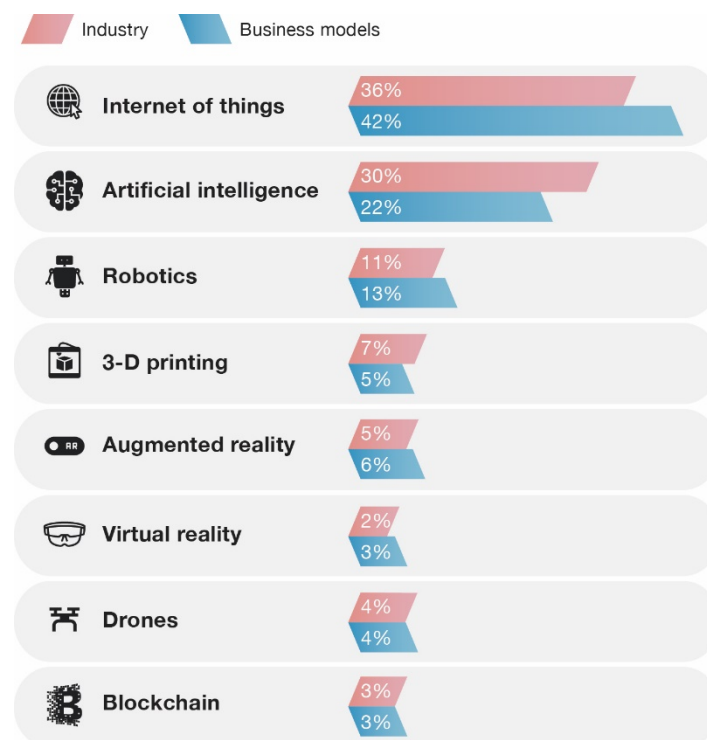 Industry Business models
36%
Internet of things
42%
30%
Artificial intelligence
22%
11%
Robotics
13%
7%
3-D printing
5%
5%
AR Augmented reality
6%
2%
Virtual reality
3%
4%
Drones
4%
3%
Blockchain
3%